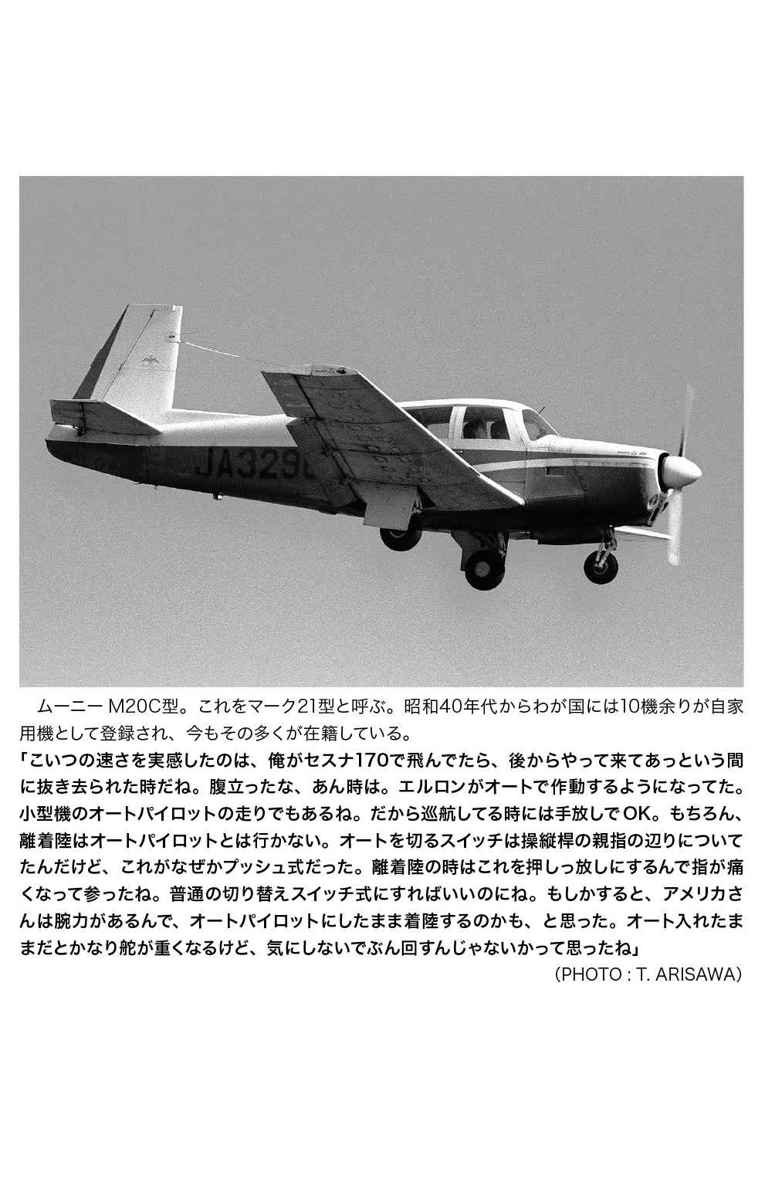 JA329
ムーニー M20C型。これをマーク21型と呼ぶ。昭和40年代からわが国には10機余りが自家
用機として登録され、今もその多くが在籍している。
「こいつの速さを実感したのは、俺がセスナ170で飛んでたら、後からやって来てあっという間
に抜き去られた時だね。腹立ったな、あん時は。エルロンがオートで作動するようになってた。
小型機のオートパイロットの走りでもあるね。だから巡航してる時には手放しでOK。もちろん、
離着陸はオートパイロットとは行かない。オートを切るスイッチは操縦桿の親指の辺りについて
たんだけど、これがなぜかプッシュ式だった。離着陸の時はこれを押しっ放しにするんで指が痛
くなって参ったね。普通の切り替えスイッチ式にすればいいのにね。もしかすると、アメリカさ
んは腕力があるんで、オートパイロットにしたまま着陸するのかも、と思った。オート入れたま
まだとかなり舵が重くなるけど、気にしないでぶん回すんじゃないかって思ったね」
（PHOTO : T. ARISAWA）